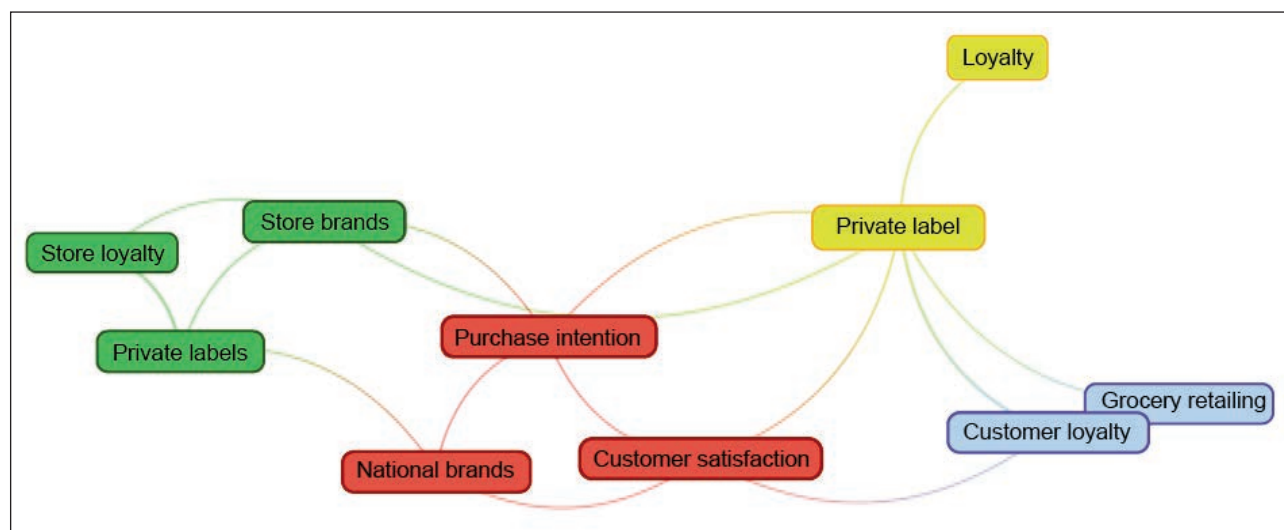 Loyalty
Store brands
Private label
Store loyalty
Purchase intention
Private labels
Grocery retailing
Customer loyalty
Customer satisfaction
National brands